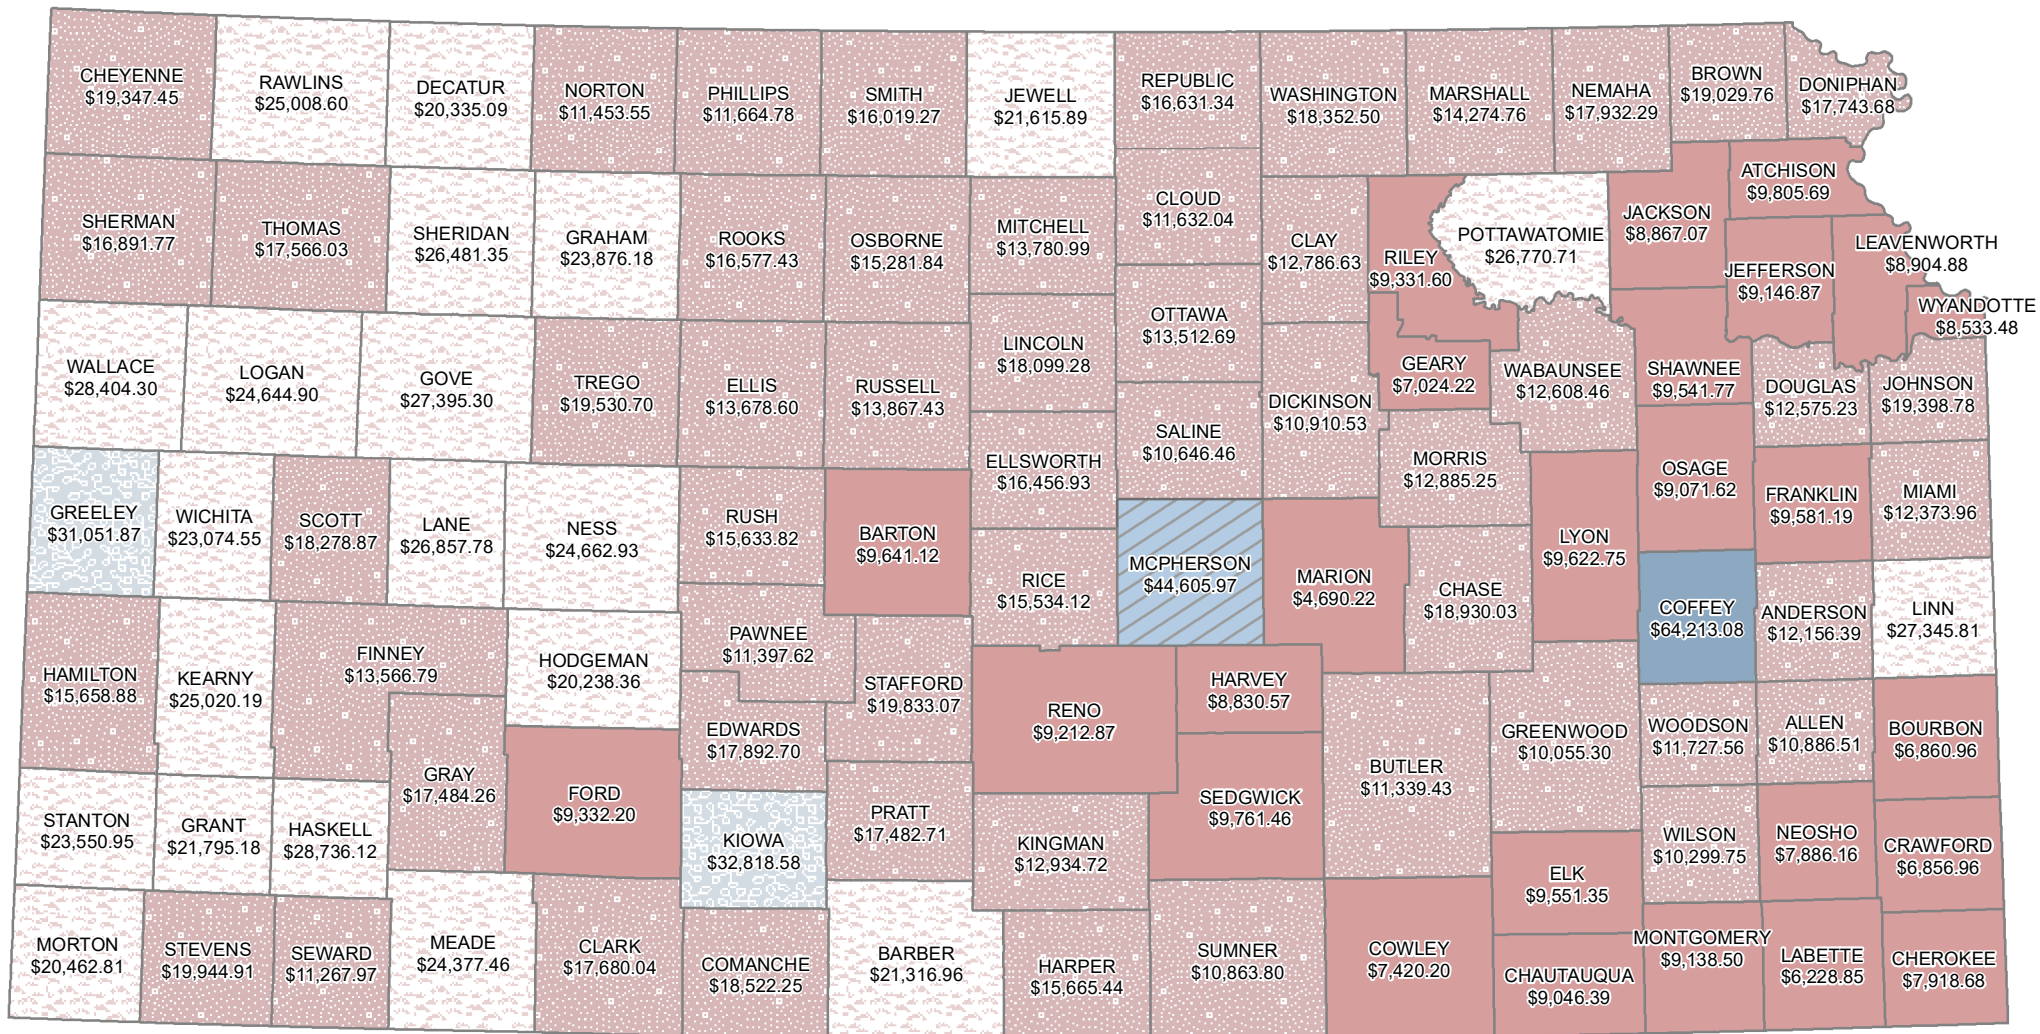 CHEYENNE
$19,347.45
RAWLINS
$25,008.60
DECATUR
$20,335.09
NORTON
$11,453.55
PHILLIPS
$11,664.78
SMITH
$16,019.27
JEWELL
$21,615.89
REPUBLIC
$16,631.34
WASHINGTON
$18,352.50
MARSHALL
$14,274.76
NEMAHA
$17,932.29
BROWN
$19,029.76
DONIPHAN
$17,743.68
SHERMAN
$16,891.77
THOMAS
$17,566.03
SHERIDAN
$26,481.35
GRAHAM
$23,876.18
ROOKS
$16,577.43
OSBORNE
$15,281.84
MITCHELL
$13,780.99
CLOUD
$11,632.04
CLAY
$12,786.63
RILEY
$9,331.60
POTTAWATOMIE
$26,770.71
JACKSON
$8,867.07
ATCHISON
$9,805.69
JEFFERSON
$9,146.87
LEAVENWORTH
$8,904.88
WYANDOTTE
$8,533.48
WALLACE
$28,404.30
LOGAN
$24,644.90
GOVE
$27,395.30
TREGO
$19,530.70
ELLIS
$13,678.60
RUSSELL
$13,867.43
LINCOLN
$18,099.28
OTTAWA
$13,512.69
DICKINSON
$10,910.53
GEARY
$7,024.22
WABAUNSEE
$12,608.46
SHAWNEE
$9,541.77
DOUGLAS
$12,575.23
JOHNSON
$19,398.78
GREELEY
$31,051.87
WICHITA
$23,074.55
SCOTT
$18,278.87
LANE
$26,857.78
NESS
$24,662.93
RUSH
$15,633.82
BARTON
$9,641.12
ELLSWORTH
$16,456.93
SALINE
$10,646.46
MORRIS
$12,885.25
OSAGE
$9,071.62
FRANKLIN
$9,581.19
MIAMI
$12,373.96
RICE
$15,534.12
MCPHERSON
$44,605.97
MARION
$4,690.22
CHASE
$18,930.03
LYON
$9,622.75
COFFEY
$64,213.08
ANDERSON
$12,156.39
LINN
$27,345.81
HAMILTON
$15,658.88
KEARNY
$25,020.19
FINNEY
$13,566.79
HODGEMAN
$20,238.36
PAWNEE
$11,397.62
STAFFORD
$19,833.07
EDWARDS
$17,892.70
RENO
$9,212.87
HARVEY
$8,830.57
BUTLER
$11,339.43
GREENWOOD
$10,055.30
WOODSON
$11,727.56
ALLEN
$10,886.51
BOURBON
$6,860.96
STANTON
$23,550.95
GRANT
$21,795.18
HASKELL
$28,736.12
GRAY
$17,484.26
FORD
$9,332.20
KIOWA
$32,818.58
PRATT
$17,482.71
KINGMAN
$12,934.72
SEDGWICK
$9,761.46
ELK
$9,551.35
WILSON
$10,299.75
NEOSHO
$7,886.16
CRAWFORD
$6,856.96
MORTON
$20,462.81
STEVENS
$19,944.91
SEWARD
$11,267.97
MEADE
$24,377.46
CLARK
$17,680.04
COMANCHE
$18,522.25
BARBER
$21,316.96
HARPER
$15,665.44
SUMNER
$10,863.80
COWLEY
$7,420.20
CHAUTAUQUA
$9,046.39
MONTGOMERY
$9,138.50
LABETTE
$6,228.85
CHEROKEE
$7,918.68